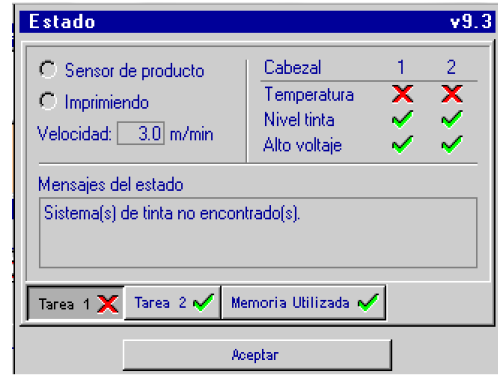 Estado v9.3
Sensor de producto
Imprimiendo
Velocidad: 3.0 m/min
Cabezal 1 2
Temperatura
Nivel tinta
Alto voltaje
Mensajes del estado
Sistema(s) de tinta no encontrado(s).
Tarea 1 Tarea 2 Memoria Utilizada
Aceptar